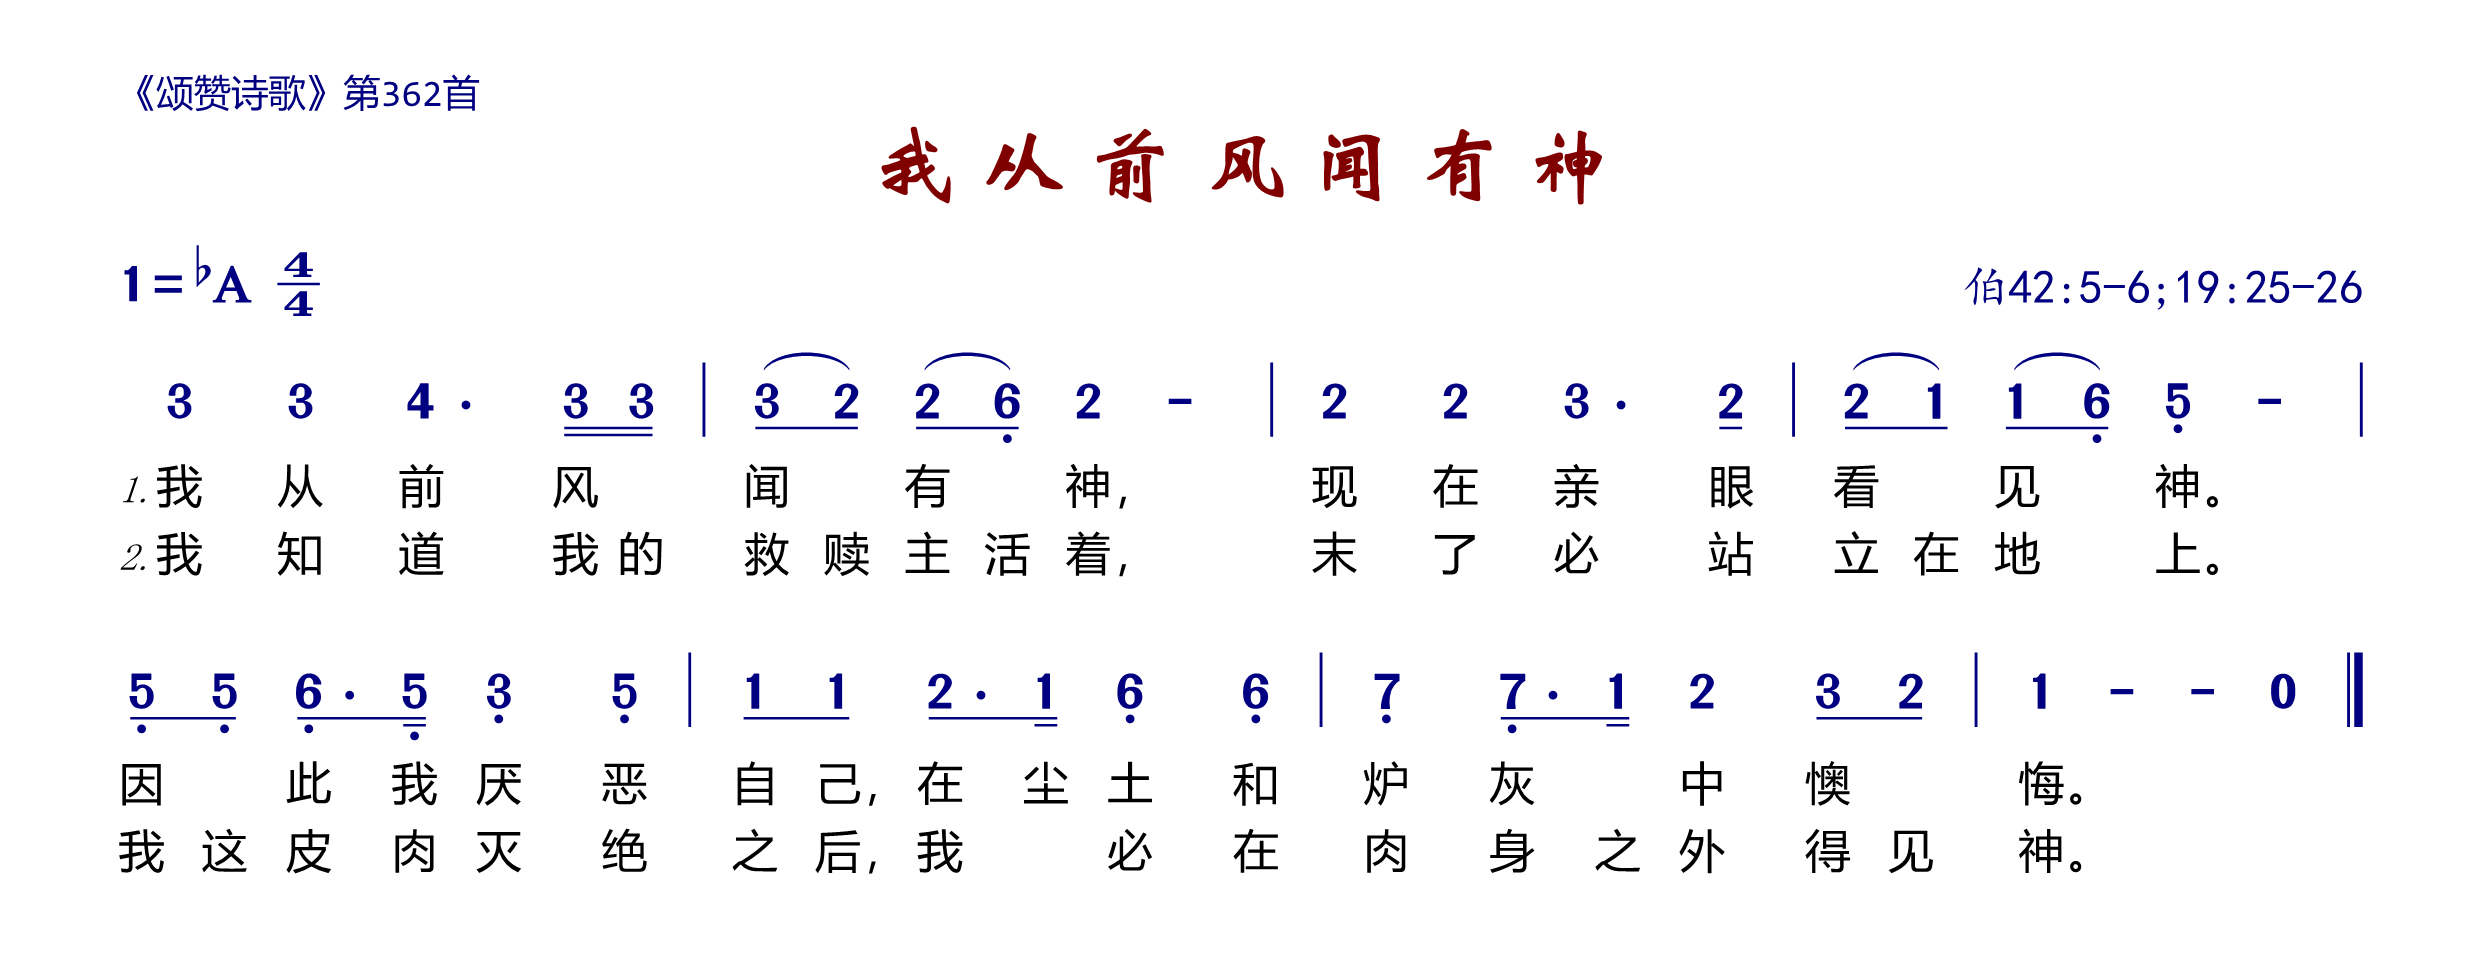 《颂赞诗歌》第362首
我从前风闻有神
1=♭A 4/4
伯42:5-6;19:25-26
3 3 4· 3 3 | 3 2 2 6 2 - | 2 2 3· 2 | 2 1 1 6 5 - |
1.我从前风闻有神，现在亲眼看见神。
2.我知道我的救赎主活着，末了必站立在地上。
5 5 6· 5 3 5 | 1 1 2· 1 6 6 | 7 7· 1 2 3 2 | 1 - - 0 ‖
因此我厌恶自己，在尘土和炉灰中懊悔。
我这皮肉灭绝之后，我必在肉身之外得见神。